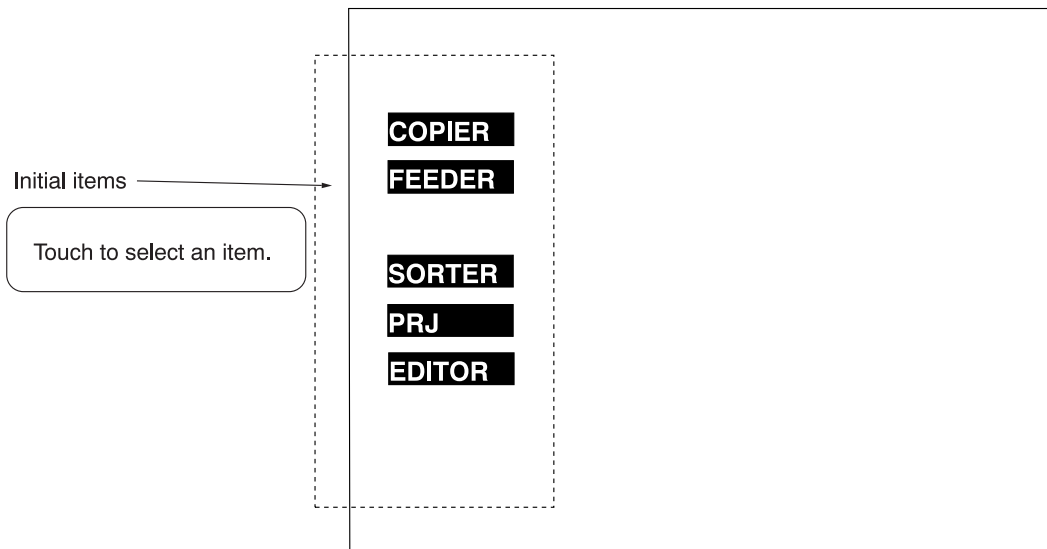 COPIER
FEEDER
Initial items
Touch to select an item.
SORTER
PRJ
EDITOR